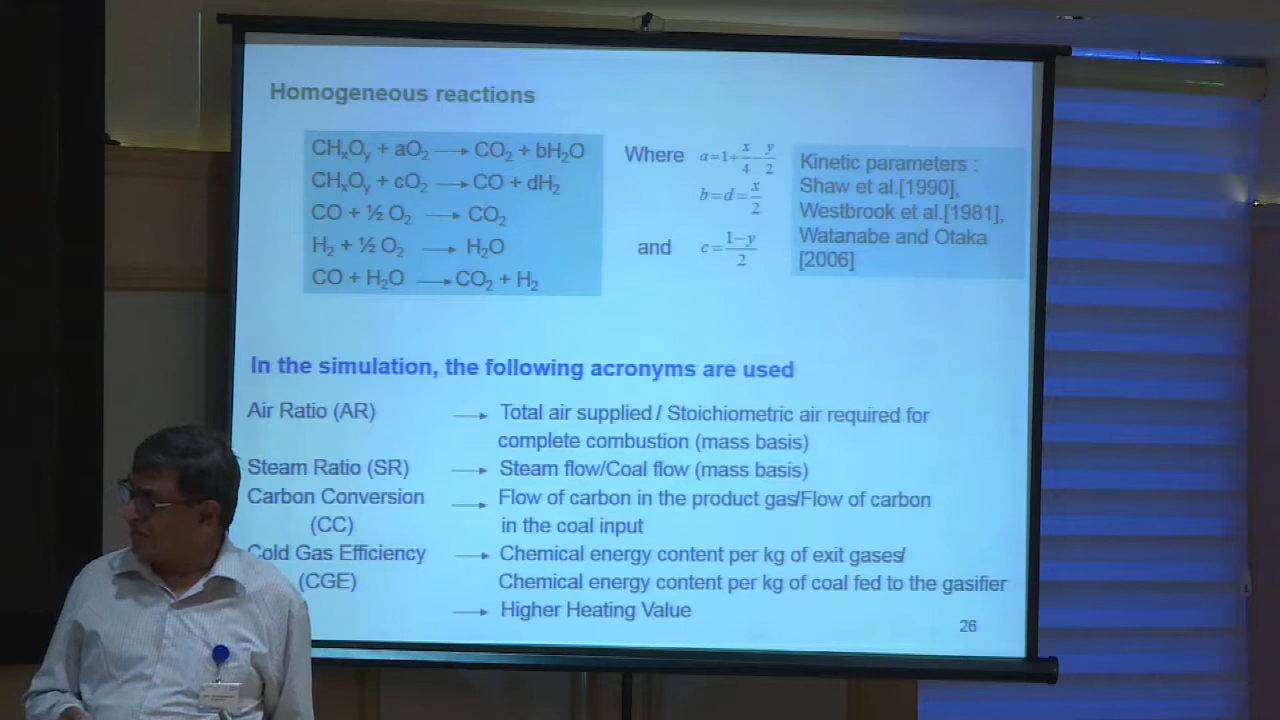 Homogeneous reactions
CHₓOᵧ + aO₂ → CO₂ + bH₂O
CHₓOᵧ + cO₂ → CO + dH₂
CO + ½ O₂ → CO₂
H₂ + ½ O₂ → H₂O
CO + H₂O → CO₂ + H₂
Where a=1+x/4-y/2
b=d=x/2
and c=(1-y)/2
Kinetic parameters :
Shaw et al.[1990],
Westbrook et al.[1981],
Watanabe and Otaka
[2006]
In the simulation, the following acronyms are used
Air Ratio (AR) → Total air supplied / Stoichiometric air required for
complete combustion (mass basis)
Steam Ratio (SR) → Steam flow/Coal flow (mass basis)
Carbon Conversion → Flow of carbon in the product gas/Flow of carbon
(CC) in the coal input
Cold Gas Efficiency → Chemical energy content per kg of exit gases/
(CGE) Chemical energy content per kg of coal fed to the gasifier
→ Higher Heating Value
26